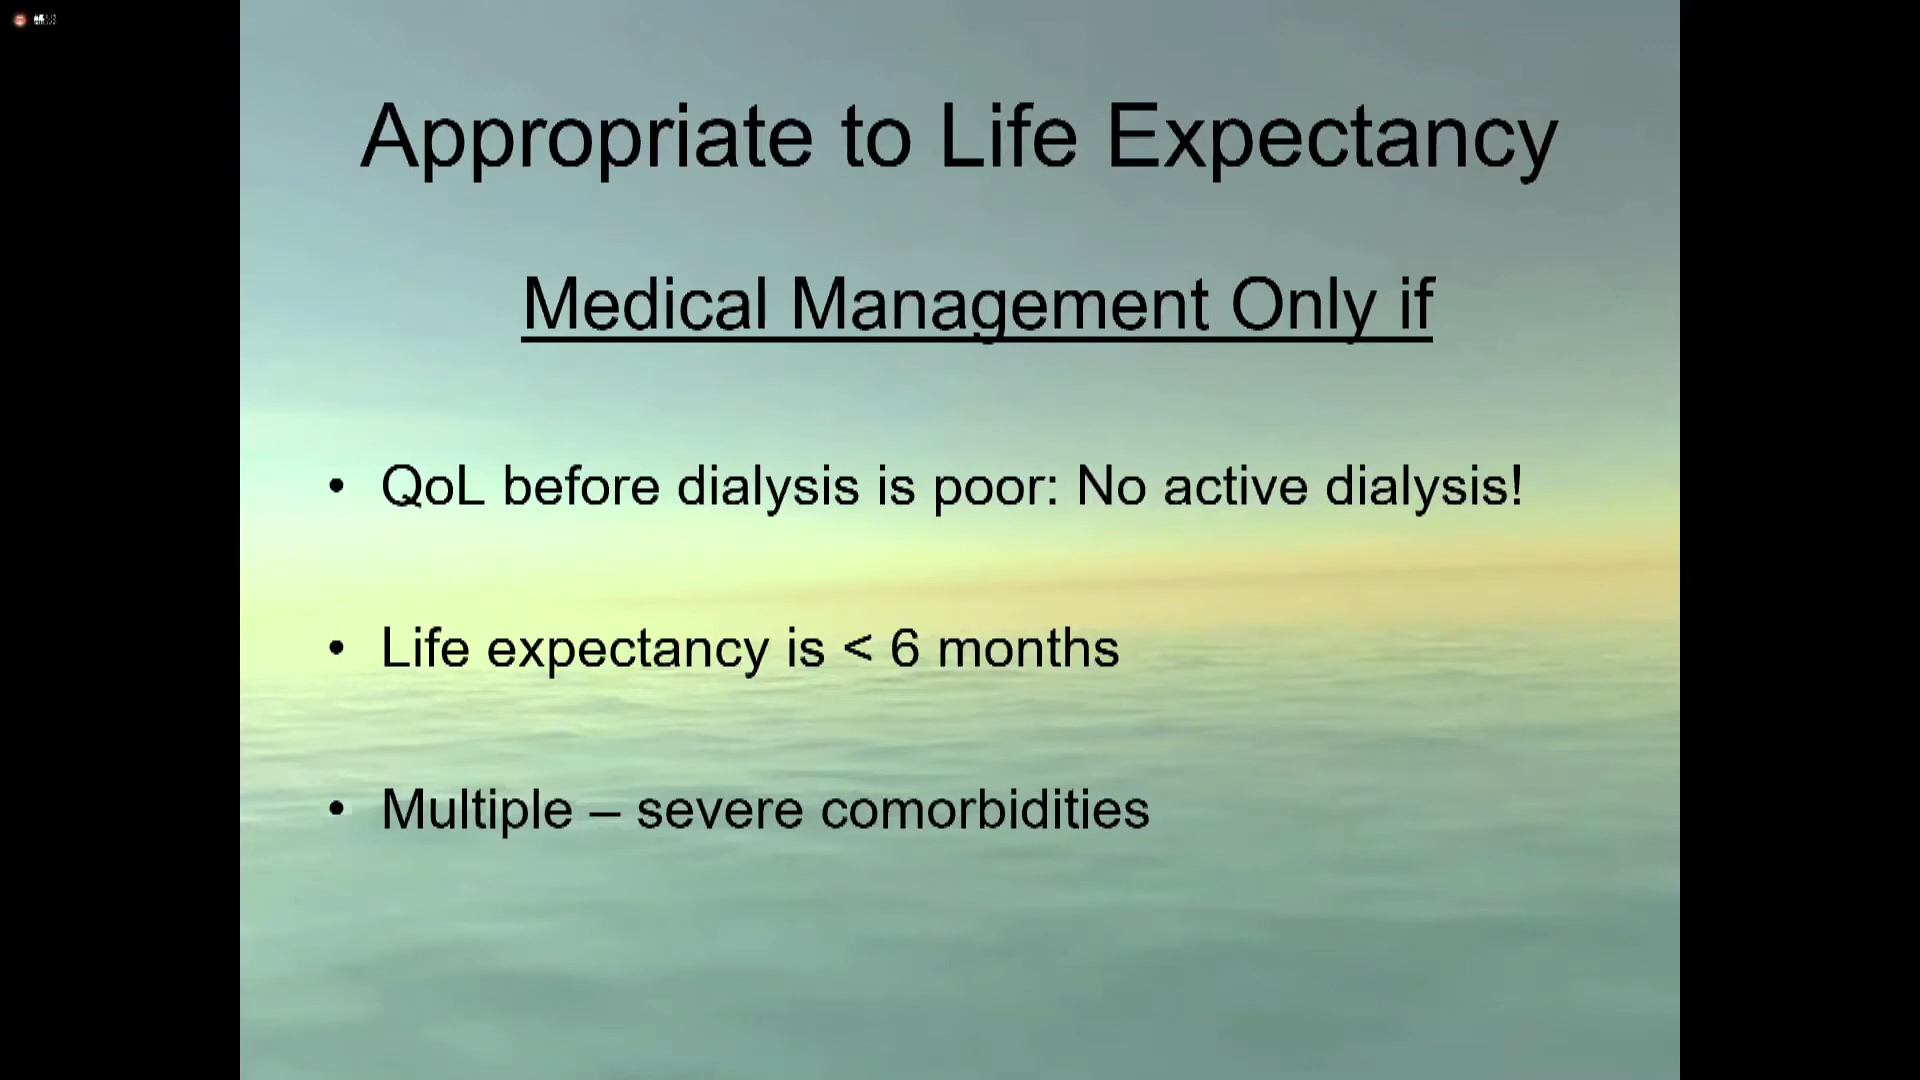 Appropriate to Life Expectancy
Medical Management Only if
• QoL before dialysis is poor: No active dialysis!
• Life expectancy is < 6 months
• Multiple – severe comorbidities